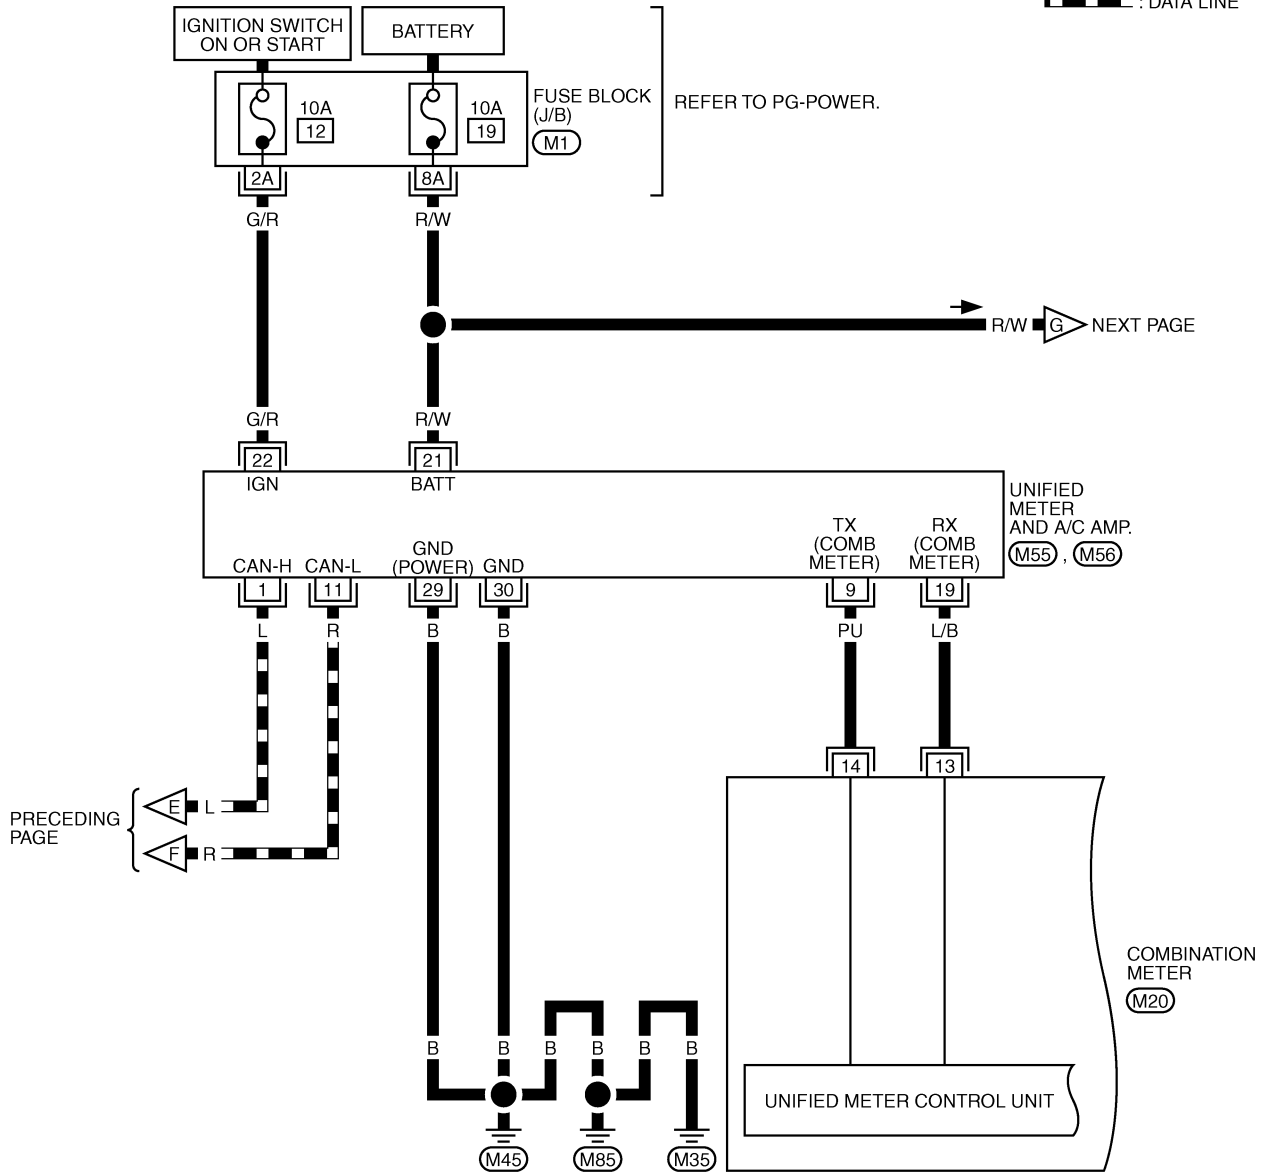 : DATA LINE
IGNITION SWITCH
ON OR START
BATTERY
10A
12
10A
19
FUSE BLOCK
(J/B)
M1
REFER TO PG-POWER.
2A
8A
G/R
R/W
R/W
G
NEXT PAGE
G/R
R/W
22
21
IGN
BATT
UNIFIED
METER
AND A/C AMP.
M55 , M56
CAN-H
CAN-L
GND
(POWER)
GND
TX
(COMB
METER)
RX
(COMB
METER)
1
11
29
30
9
19
L
R
B
B
PU
L/B
14
13
PRECEDING
PAGE
E
L
F
R
COMBINATION
METER
M20
B
B
B
B
B
B
UNIFIED METER CONTROL UNIT
M45
M85
M35